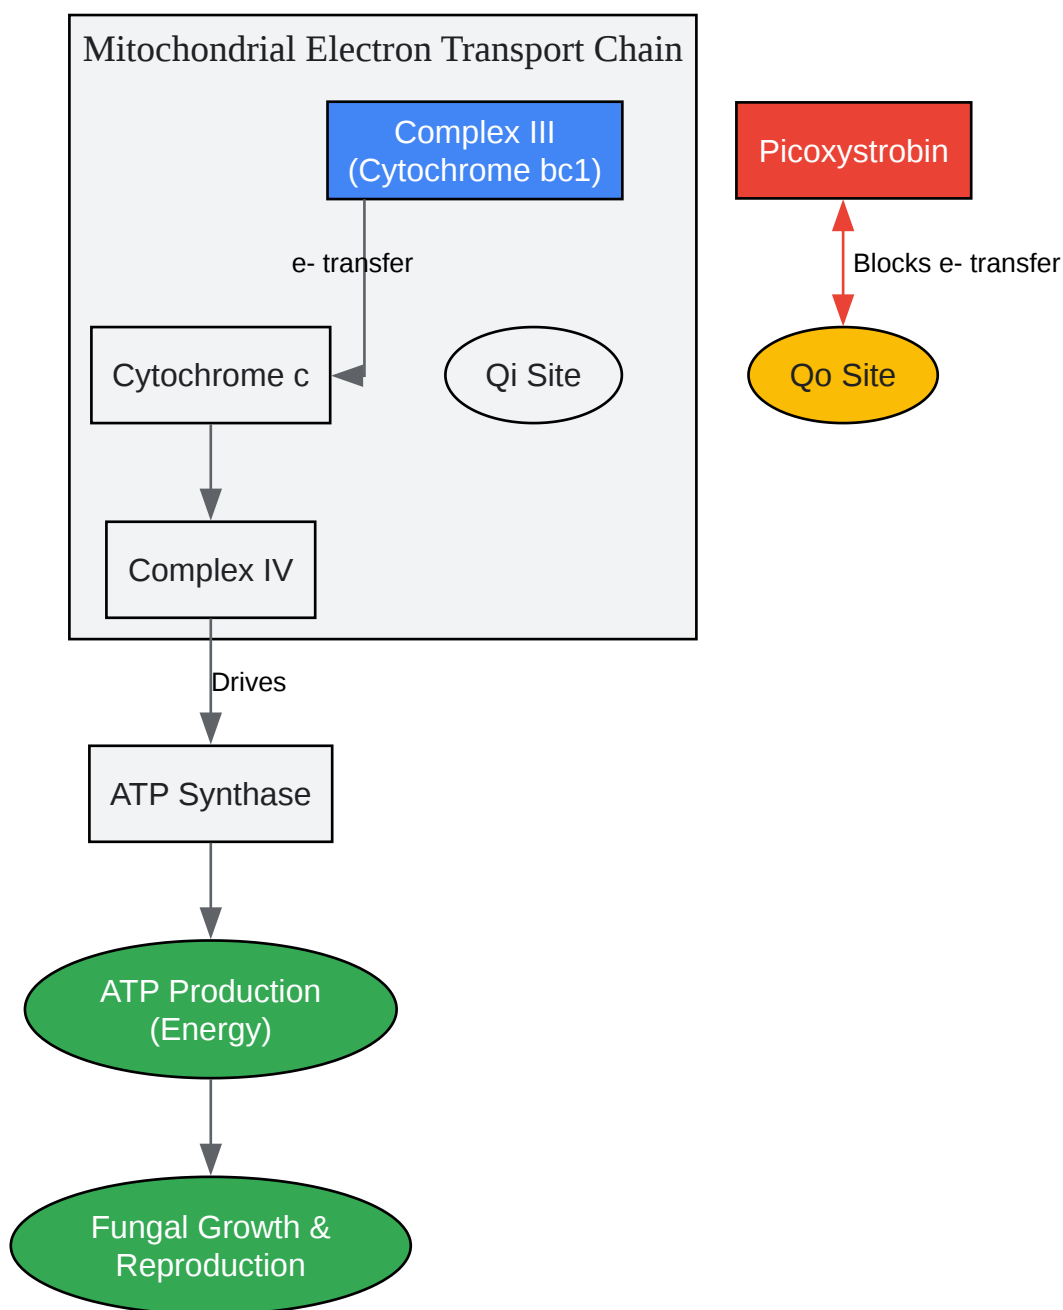 Mitochondrial Electron Transport Chain
Complex III
(Cytochrome bc1)
Picoxystrobin
e- transfer
Blocks e- transfer
Cytochrome c
Qi Site
Qo Site
Complex IV
Drives
ATP Synthase
ATP Production
(Energy)
Fungal Growth &
Reproduction